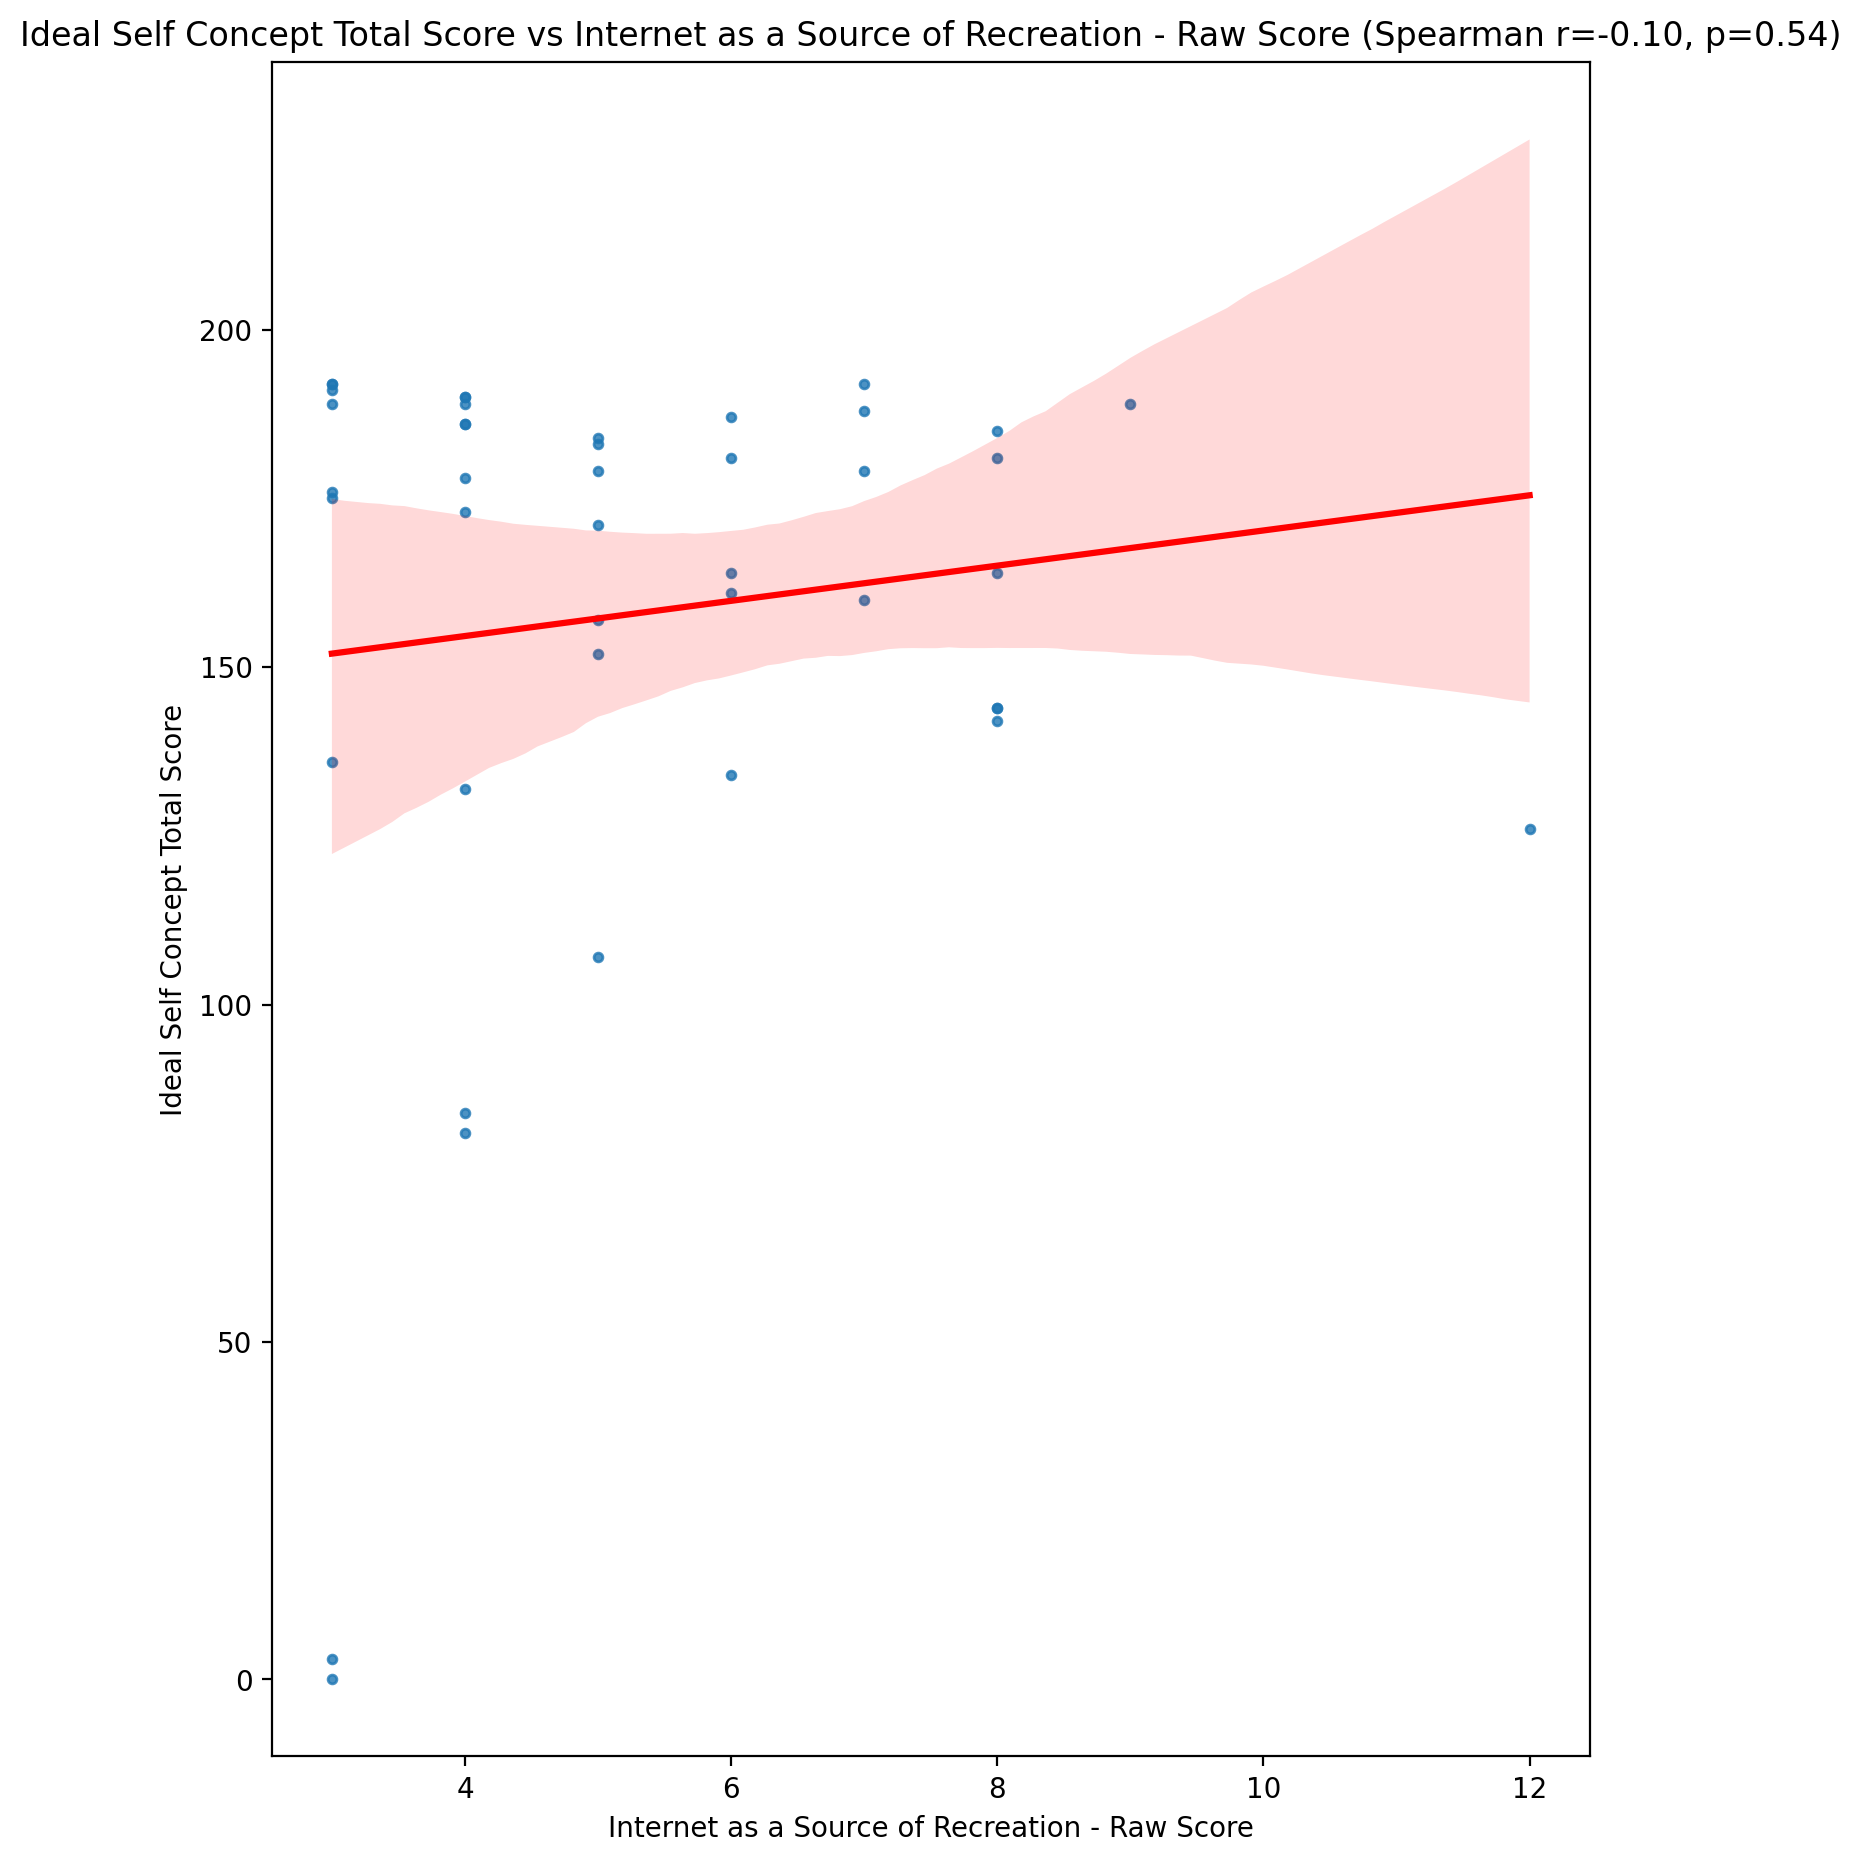 Ideal Self Concept Total Score vs Internet as a Source of Recreation - Raw Score (Spearman r=-0.10, p=0.54)
Ideal Self Concept Total Score
200
150
100
50
0
4 6 8 10 12
Internet as a Source of Recreation - Raw Score